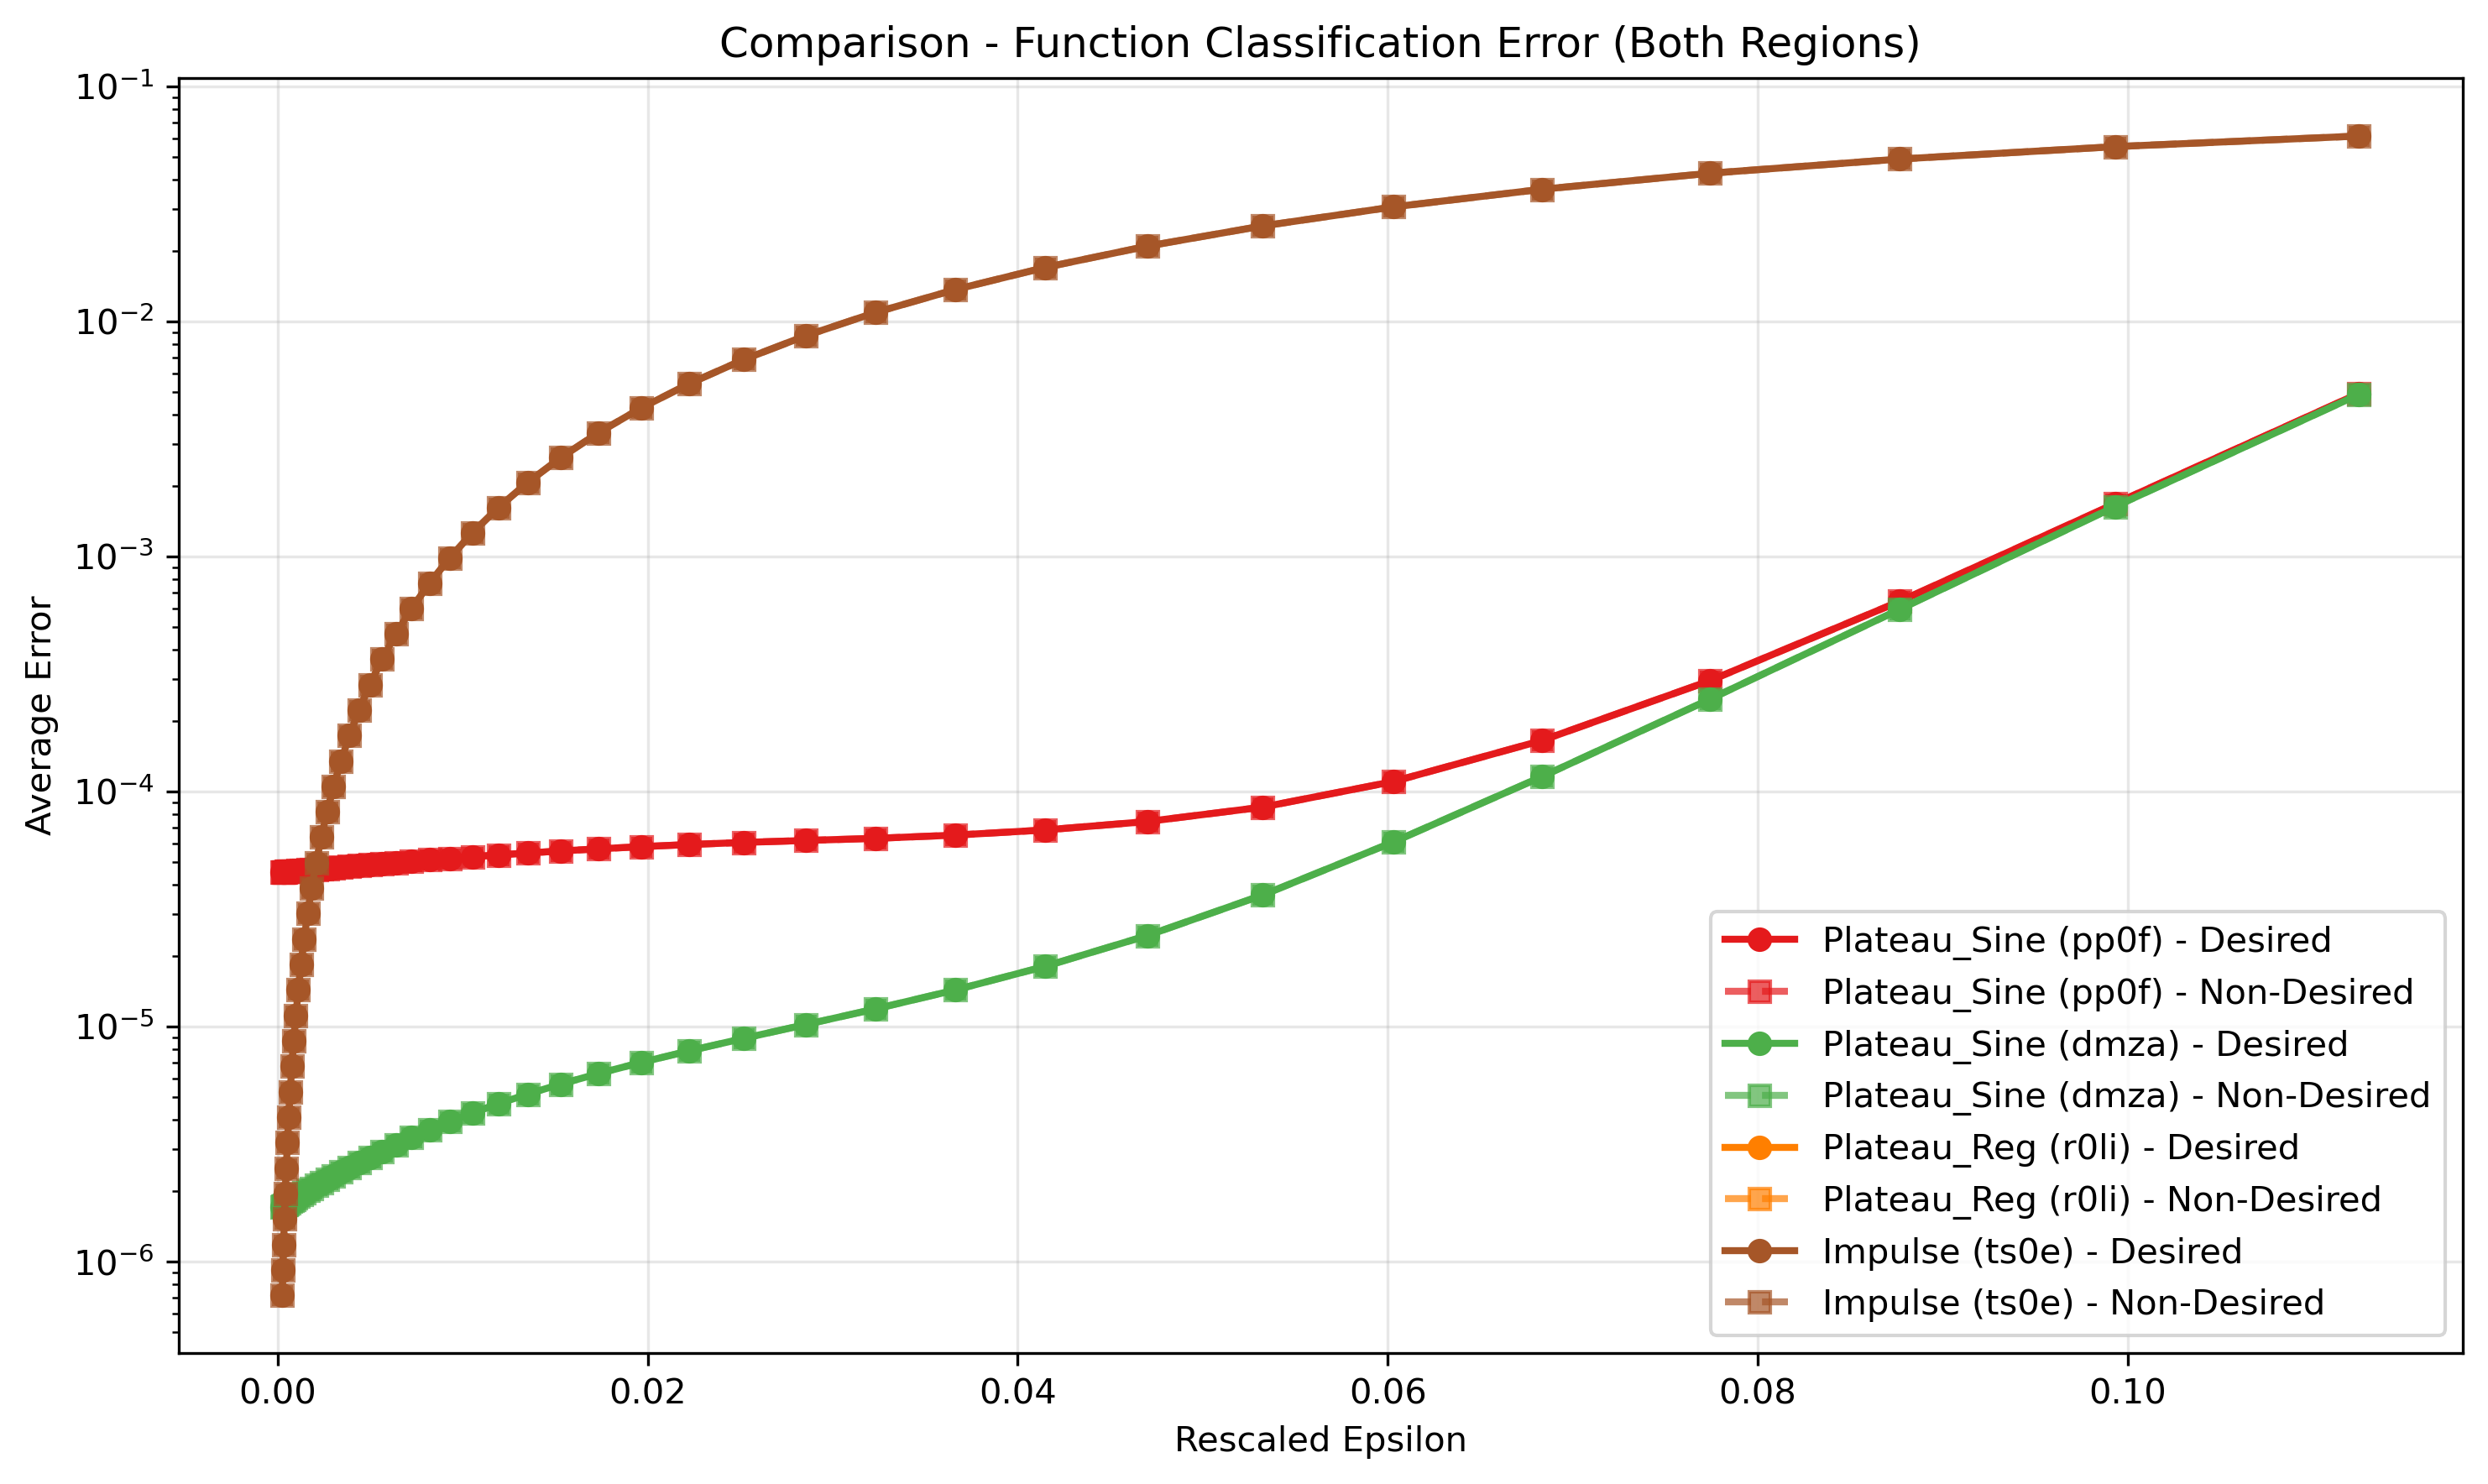 Comparison - Function Classification Error (Both Regions)
10⁻¹
10⁻²
10⁻³
10⁻⁴
10⁻⁵
10⁻⁶
Average Error
Plateau_Sine (pp0f) - Desired
Plateau_Sine (pp0f) - Non-Desired
Plateau_Sine (dmza) - Desired
Plateau_Sine (dmza) - Non-Desired
Plateau_Reg (r0li) - Desired
Plateau_Reg (r0li) - Non-Desired
Impulse (ts0e) - Desired
Impulse (ts0e) - Non-Desired
0.00 0.02 0.04 0.06 0.08 0.10
Rescaled Epsilon